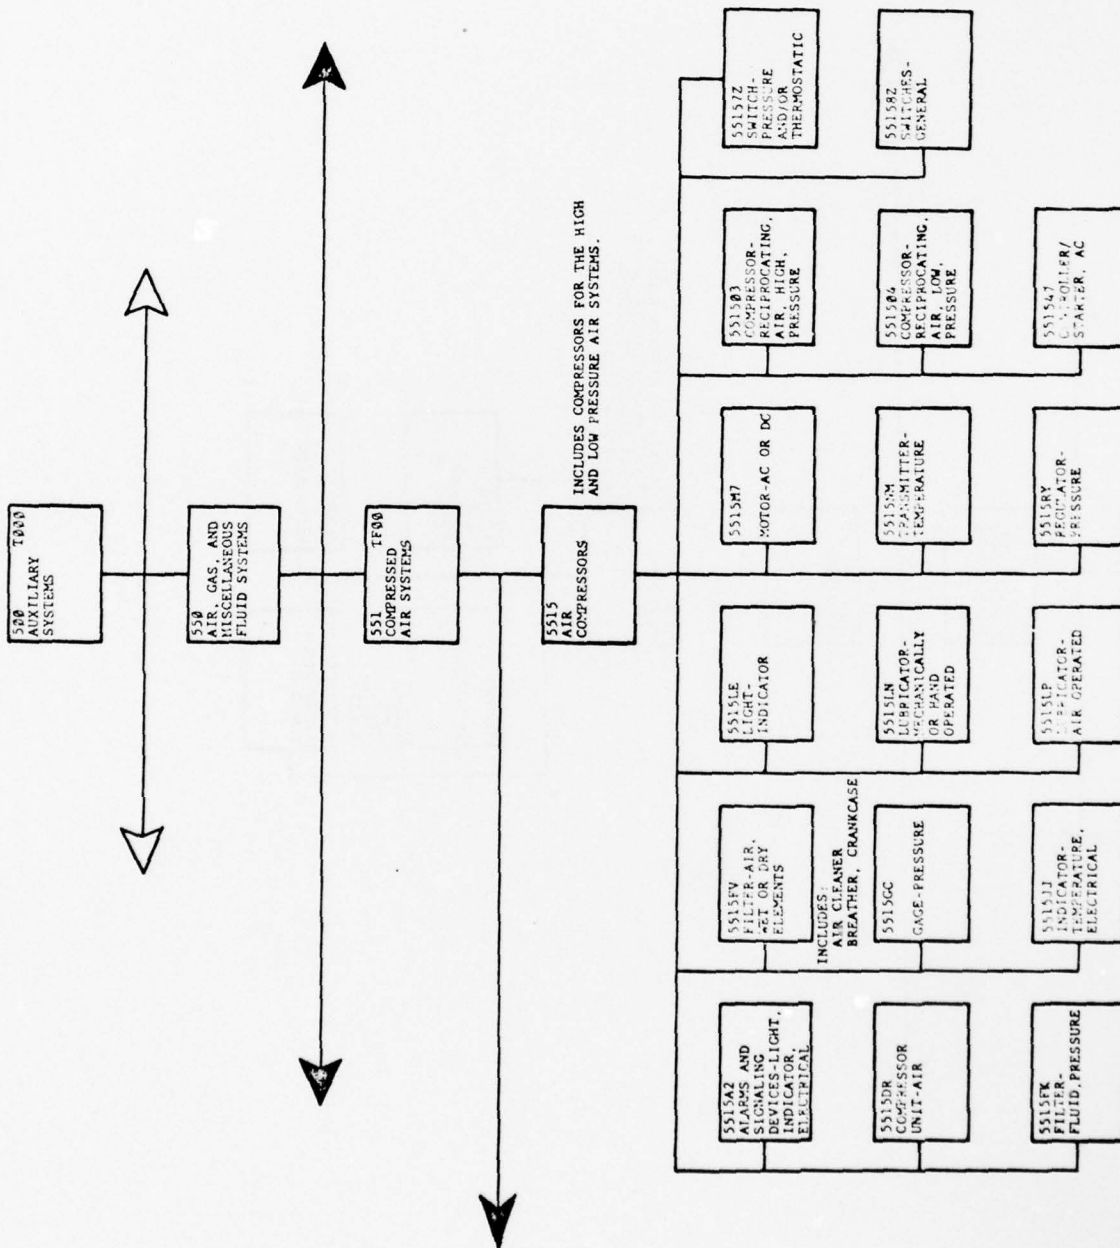 500 T000
AUXILIARY
SYSTEMS
550
AIR, GAS, AND
MISCELLANEOUS
FLUID SYSTEMS
551 TF00
COMPRESSED
AIR SYSTEMS
5515
AIR
COMPRESSORS
INCLUDES COMPRESSORS FOR THE HIGH
AND LOW PRESSURE AIR SYSTEMS.
5515A2
ALARMS AND
SIGNALING
DEVICES-LIGHT,
INDICATOR,
ELECTRICAL
5515DR
COMPRESSOR
UNIT-AIR
5515FK
FILTER-
FLUID,PRESSURE
5515FV
FILTER-AIR,
WET OR DRY
ELEMENTS
INCLUDES:
AIR CLEANER
BREATHER, CRANKCASE
5515GC
GAGE-PRESSURE
5515JJ
INDICATOR-
TEMPERATURE,
ELECTRICAL
5515LE
LIGHT-
INDICATOR
5515LN
LUBRICATOR-
MECHANICALLY
OR HAND
OPERATED
5515LP
LUBRICATOR-
AIR OPERATED
5515M7
MOTOR-AC OR DC
5515NM
TRANSMITTER-
TEMPERATURE
5515RY
REGULATOR-
PRESSURE
551503
COMPRESSOR-
RECIPROCATING,
AIR, HIGH,
PRESSURE
551504
COMPRESSOR-
RECIPROCATING,
AIR, LOW,
PRESSURE
551547
CONTROLLER/
STARTER, AC
55157Z
SWITCH-
PRESSURE
AND/OR
THERMOSTATIC
55158Z
SWITCHES-
GENERAL